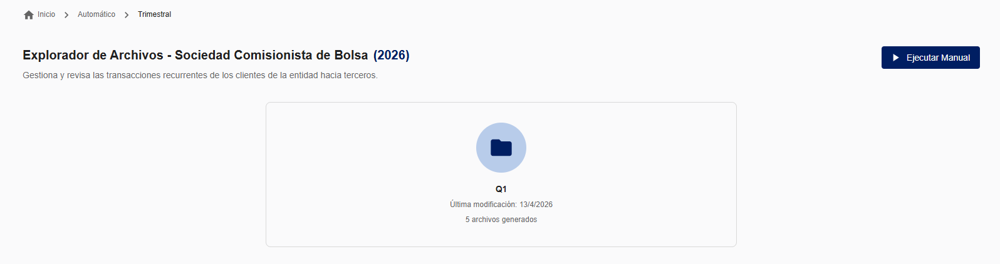 Inicio > Automático > Trimestral
Explorador de Archivos - Sociedad Comisionista de Bolsa (2026)
Ejecutar Manual
Gestiona y revisa las transacciones recurrentes de los clientes de la entidad hacia terceros.
Q1
Última modificación: 13/4/2026
5 archivos generados